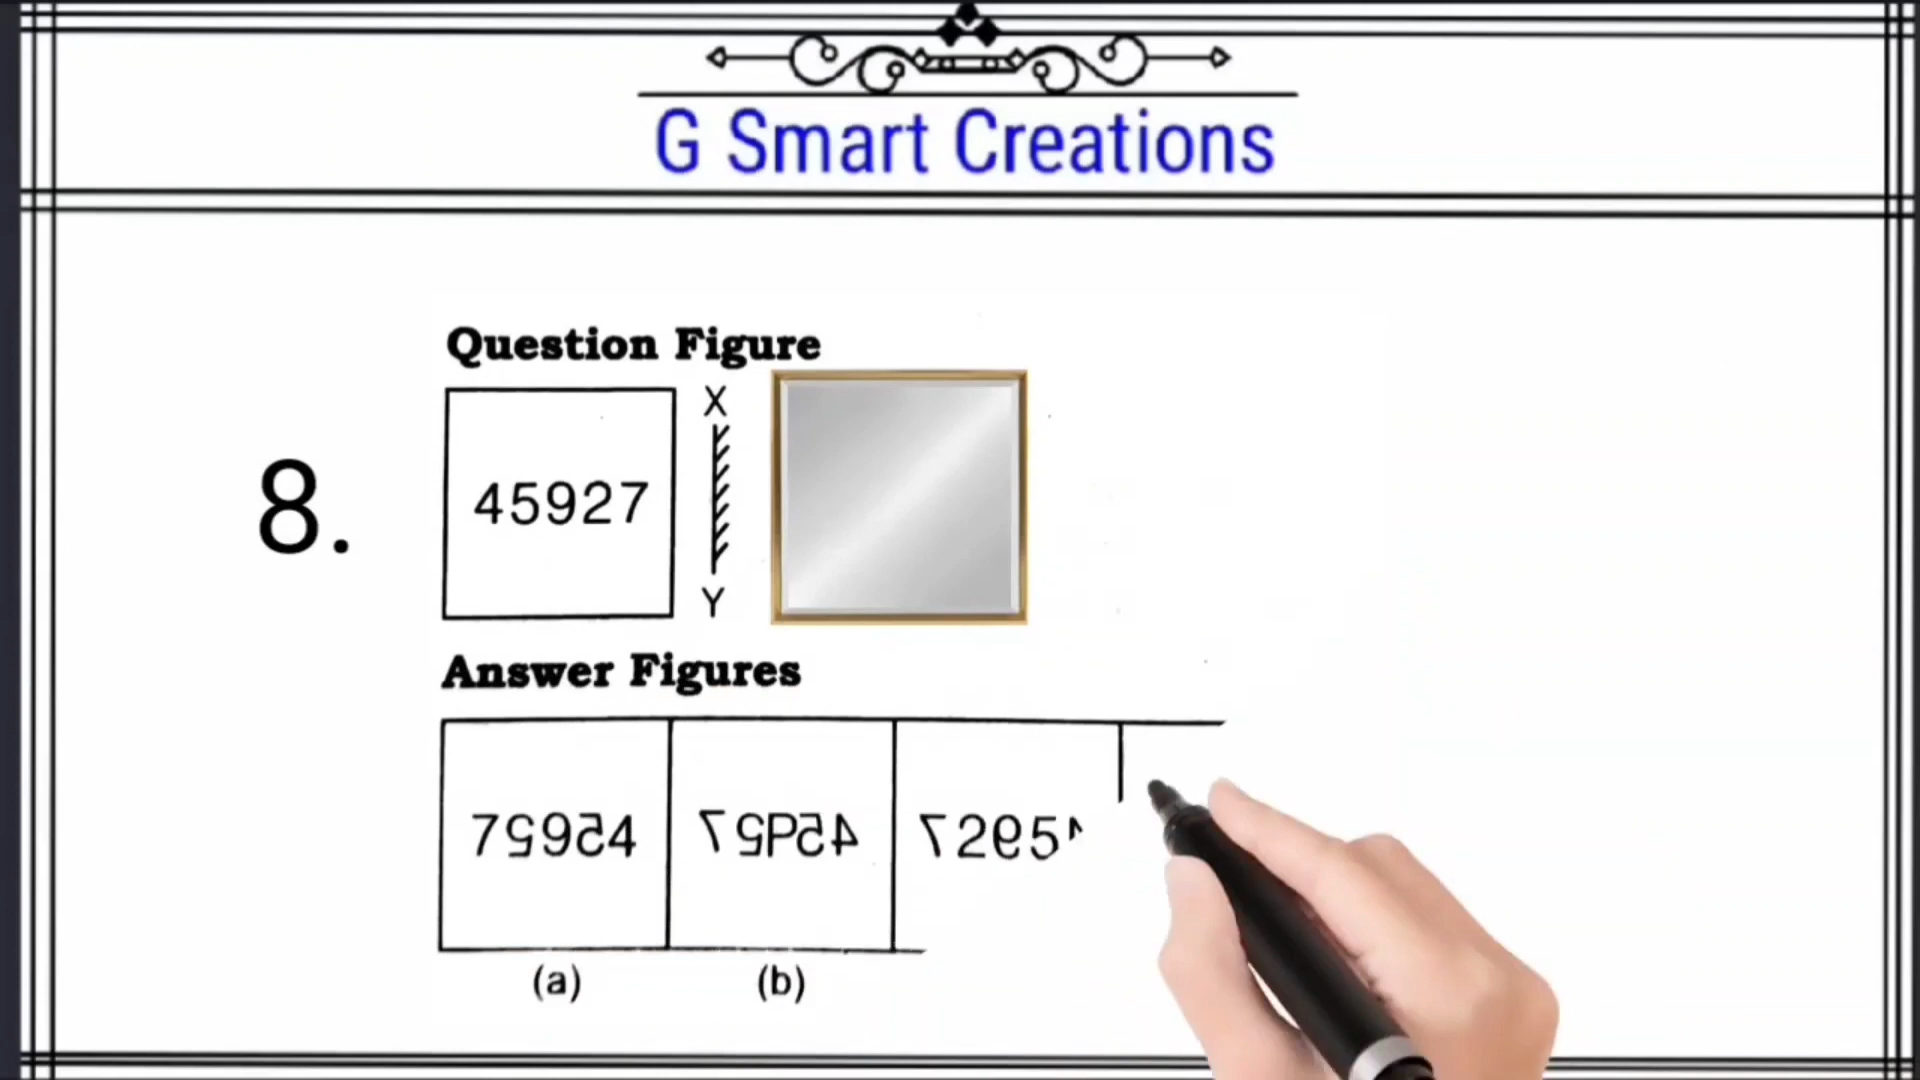 G Smart Creations
Question Figure
X
8.
45927
Y
Answer Figures
(a)
(b)